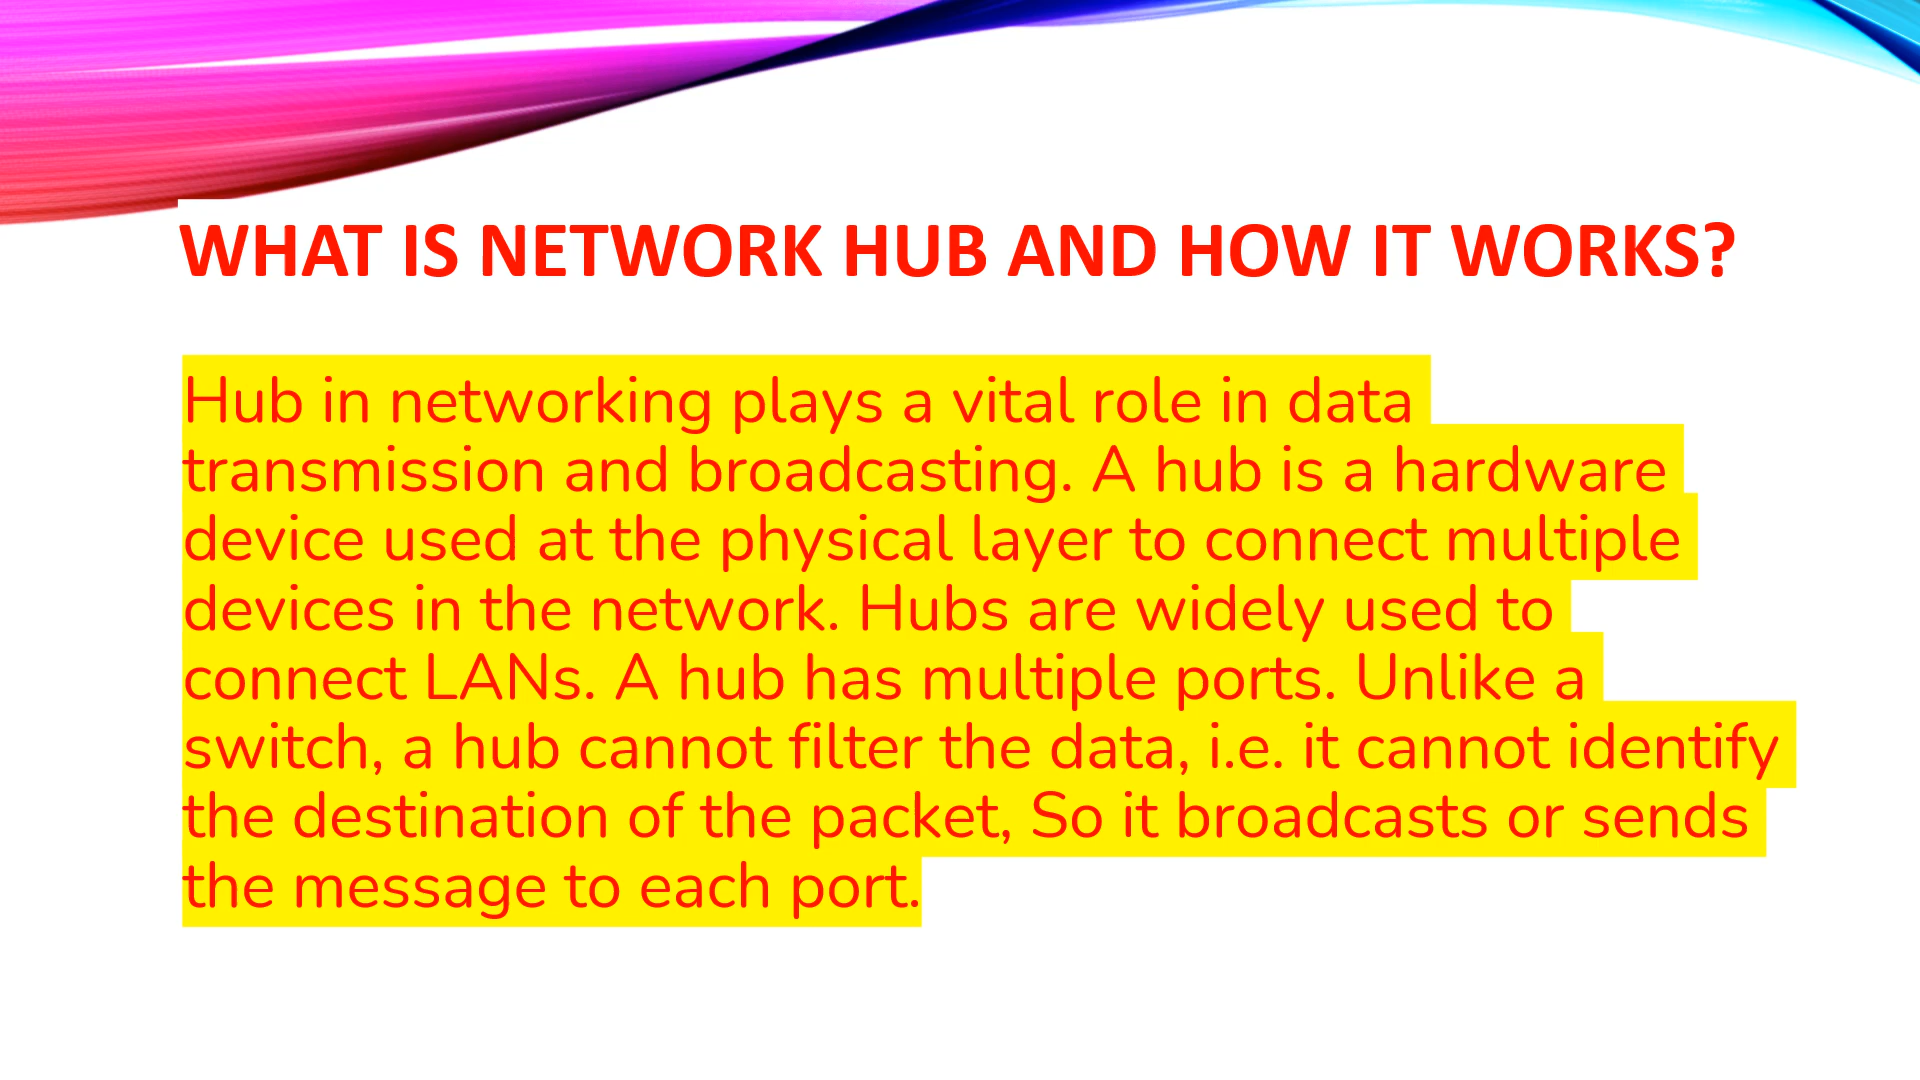 WHAT IS NETWORK HUB AND HOW IT WORKS?
Hub in networking plays a vital role in data
transmission and broadcasting. A hub is a hardware
device used at the physical layer to connect multiple
devices in the network. Hubs are widely used to
connect LANs. A hub has multiple ports. Unlike a
switch, a hub cannot filter the data, i.e. it cannot identify
the destination of the packet, So it broadcasts or sends
the message to each port.